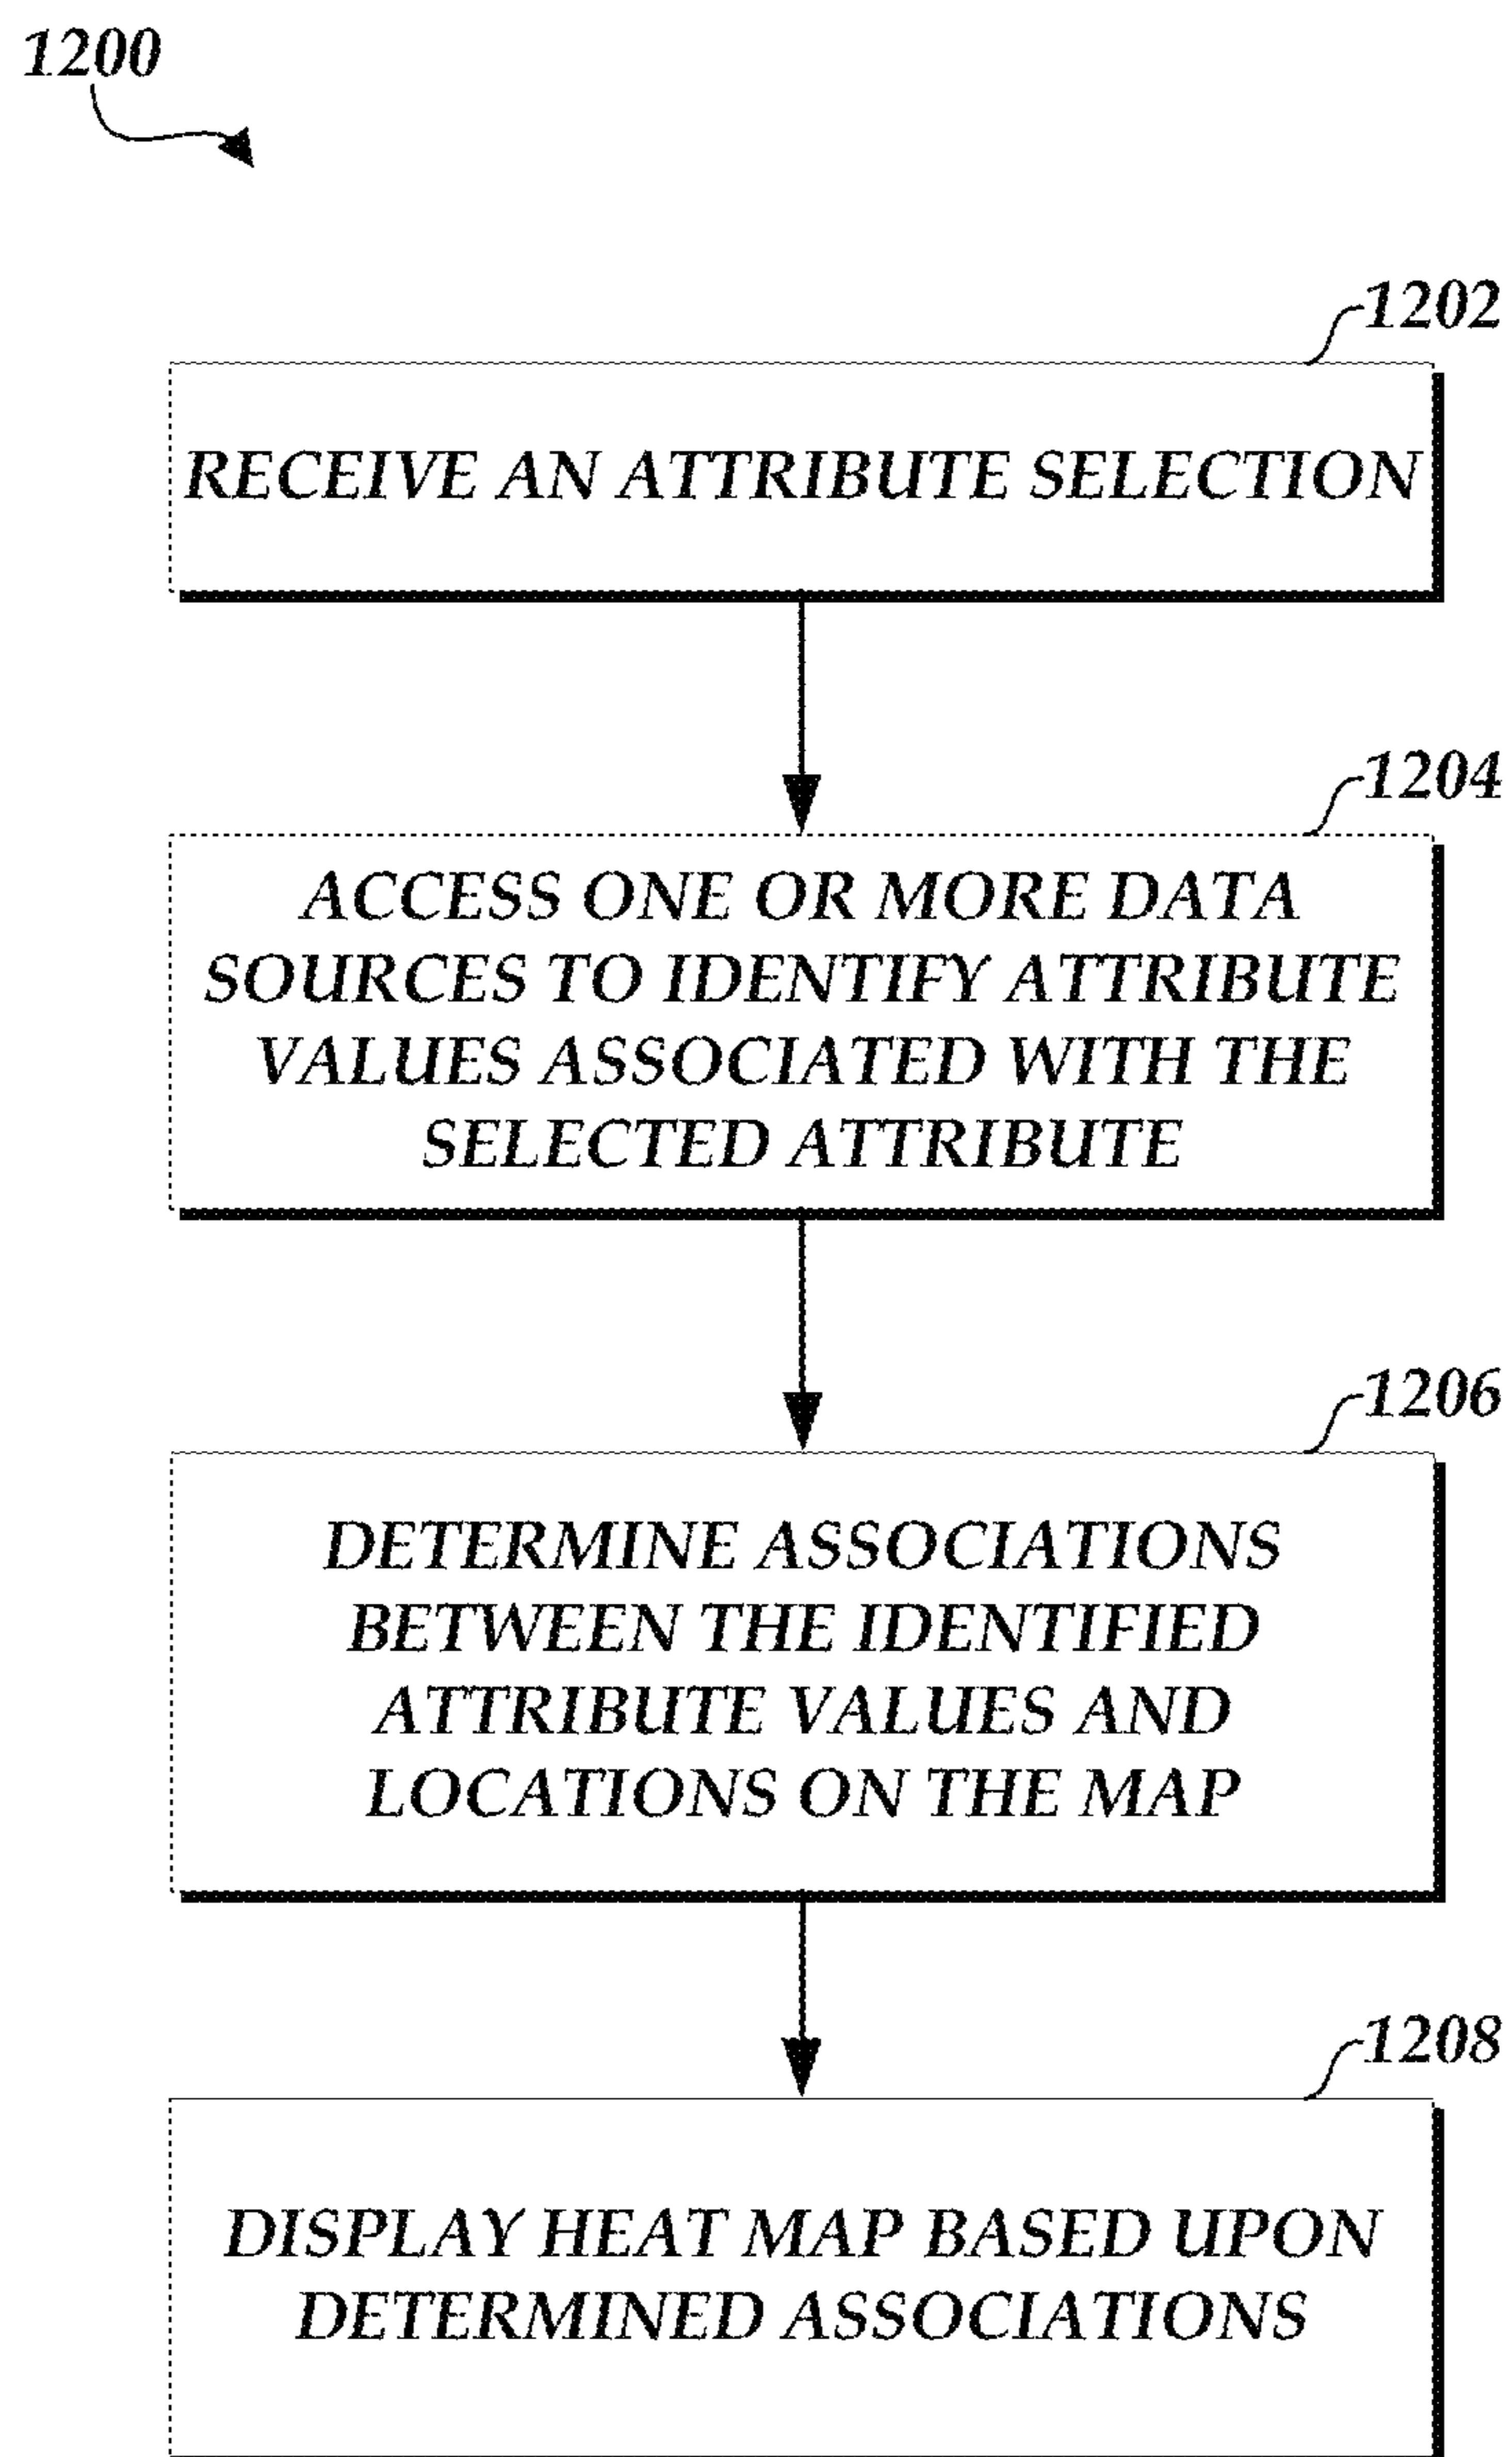 1200
1202
RECEIVE AN ATTRIBUTE SELECTION
1204
ACCESS ONE OR MORE DATA
SOURCES TO IDENTIFY ATTRIBUTE
VALUES ASSOCIATED WITH THE
SELECTED ATTRIBUTE
1206
DETERMINE ASSOCIATIONS
BETWEEN THE IDENTIFIED
ATTRIBUTE VALUES AND
LOCATIONS ON THE MAP
1208
DISPLAY HEAT MAP BASED UPON
DETERMINED ASSOCIATIONS